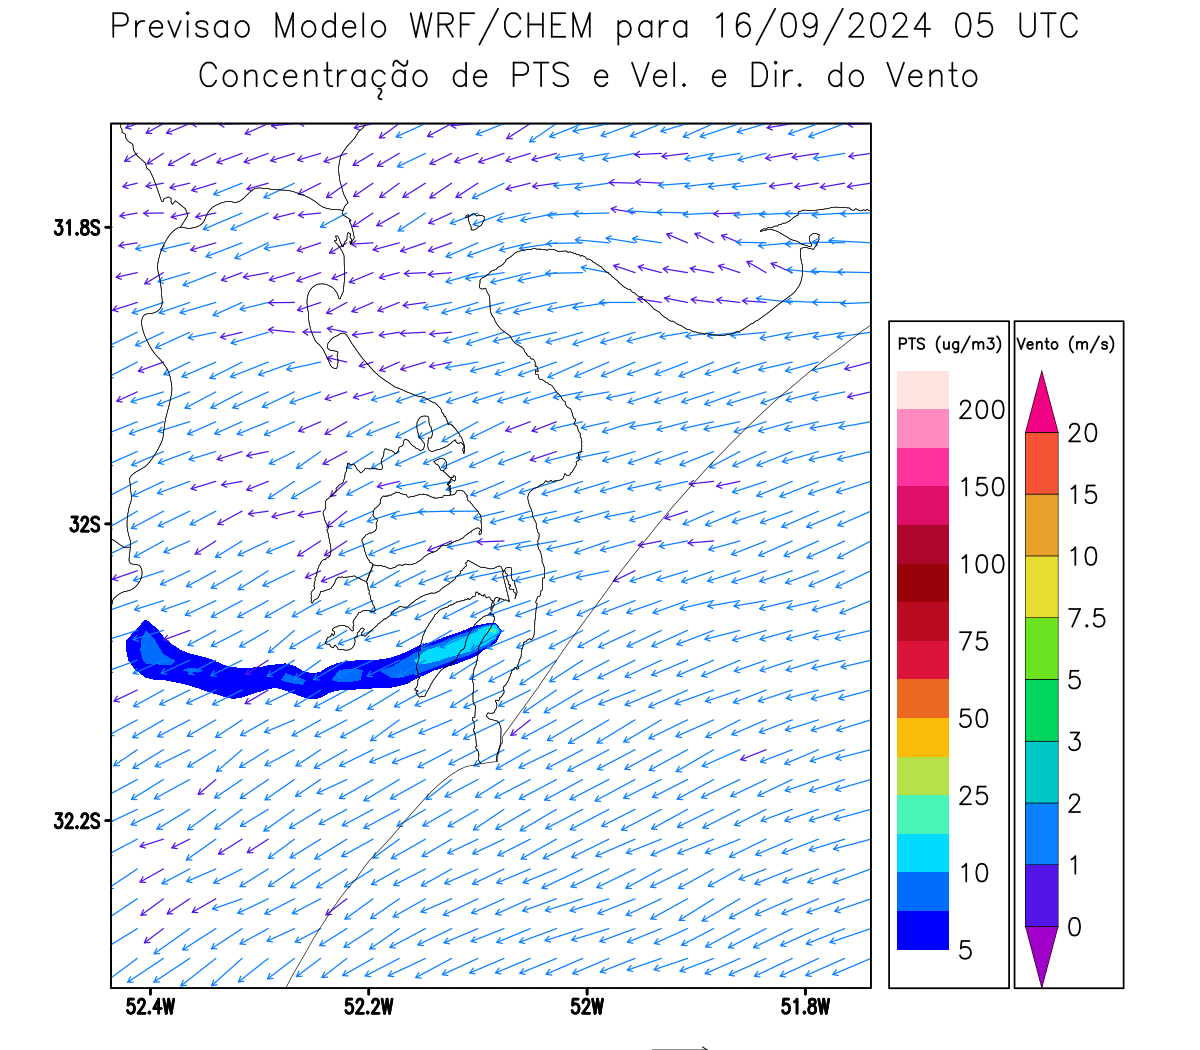 Previsao Modelo WRF/CHEM para 16/09/2024 05 UTC
Concentração de PTS e Vel. e Dir. do Vento
31.8S
32S
32.2S
52.4W
52.2W
52W
51.8W
PTS (ug/m3)
200
150
100
75
50
25
10
5
Vento (m/s)
20
15
10
7.5
5
3
2
1
0